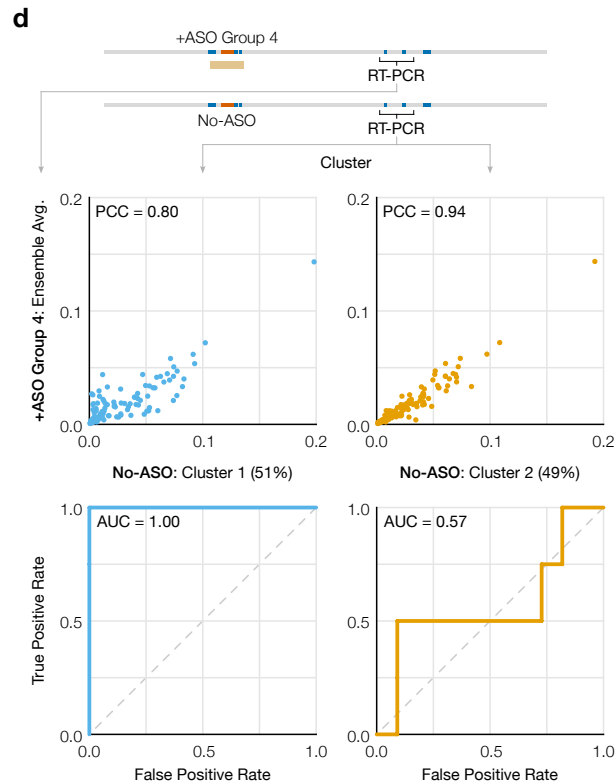 d
+ASO Group 4
RT-PCR
No-ASO
RT-PCR
Cluster
+ASO Group 4: Ensemble Avg.
0.2
0.1
0.0
PCC = 0.80
0.0 0.1 0.2
0.2
0.1
0.0
PCC = 0.94
0.0 0.1 0.2
No-ASO: Cluster 1 (51%)
No-ASO: Cluster 2 (49%)
True Positive Rate
1.0
0.5
0.0
AUC = 1.00
0.0 0.5 1.0
False Positive Rate
1.0
0.5
0.0
AUC = 0.57
0.0 0.5 1.0
False Positive Rate